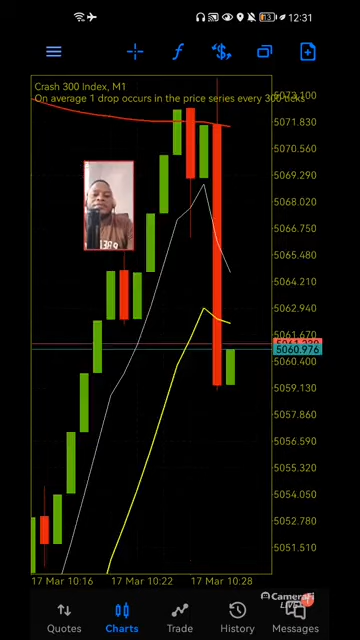 12:31
Crash 300 Index, M1
On average 1 drop occurs in the price series every 300 ticks
5073.100
5071.830
5070.560
5069.290
5068.020
5066.750
5065.480
5064.210
5062.940
5061.670
5060.976
5060.400
5059.130
5057.860
5056.590
5055.320
5054.050
5052.780
5051.510
17 Mar 10:16
17 Mar 10:22
17 Mar 10:28
CameraFi
LIVE
Quotes
Charts
Trade
History
Messages